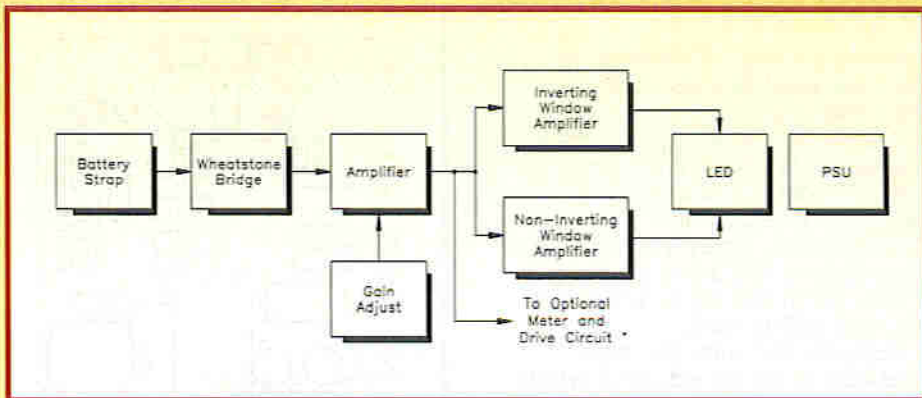 Inverting
Window
Amplifier
Battery
Strap
Wheatstone
Bridge
Amplifier
LED
PSU
Non-Inverting
Window
Amplifier
Gain
Adjust
To Optional
Meter and
Drive Circuit *